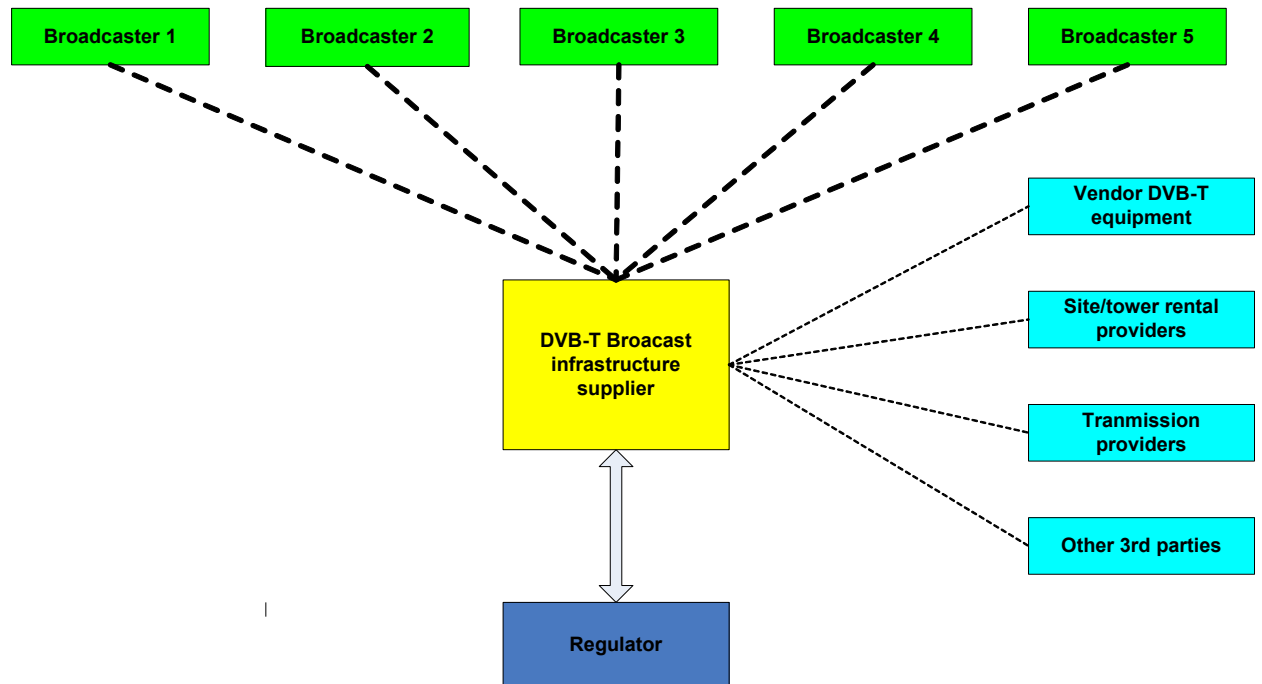 Broadcaster 1
Broadcaster 2
Broadcaster 3
Broadcaster 4
Broadcaster 5
Vendor DVB-T
equipment
Site/tower rental
providers
DVB-T Broacast
infrastructure
supplier
Tranmission
providers
Other 3rd parties
Regulator